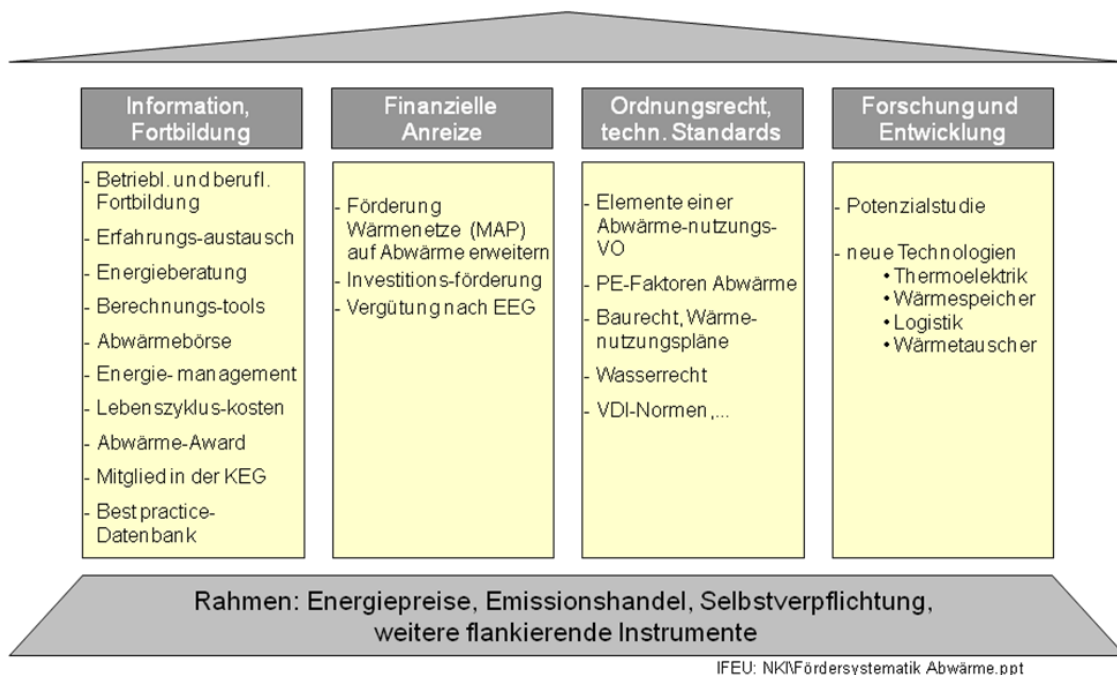 Information,
Fortbildung
- Betriebl. und berufl.
Fortbildung
- Erfahrungs-austausch
- Energieberatung
- Berechnungs-tools
- Abwärmebörse
- Energie-management
- Lebenszyklus-kosten
- Abwärme-Award
- Mitglied in der KEG
- Best practice-
Datenbank
Finanzielle
Anreize
- Förderung
Wärmenetze (MAP)
auf Abwärme erweitern
- Investitions-förderung
- Vergütung nach EEG
Ordnungsrecht,
techn. Standards
- Elemente einer
Abwärme-nutzungs-
VO
- PE-Faktoren Abwärme
- Baurecht, Wärme-
nutzungspläne
- Wasserrecht
- VDI-Normen,...
Forschung und
Entwicklung
- Potenzialstudie
- neue Technologien
• Thermoelektrik
• Wärmespeicher
• Logistik
• Wärmetauscher
Rahmen: Energiepreise, Emissionshandel, Selbstverpflichtung,
weitere flankierende Instrumente
IFEU: NKI\Fördersystematik Abwärme.ppt